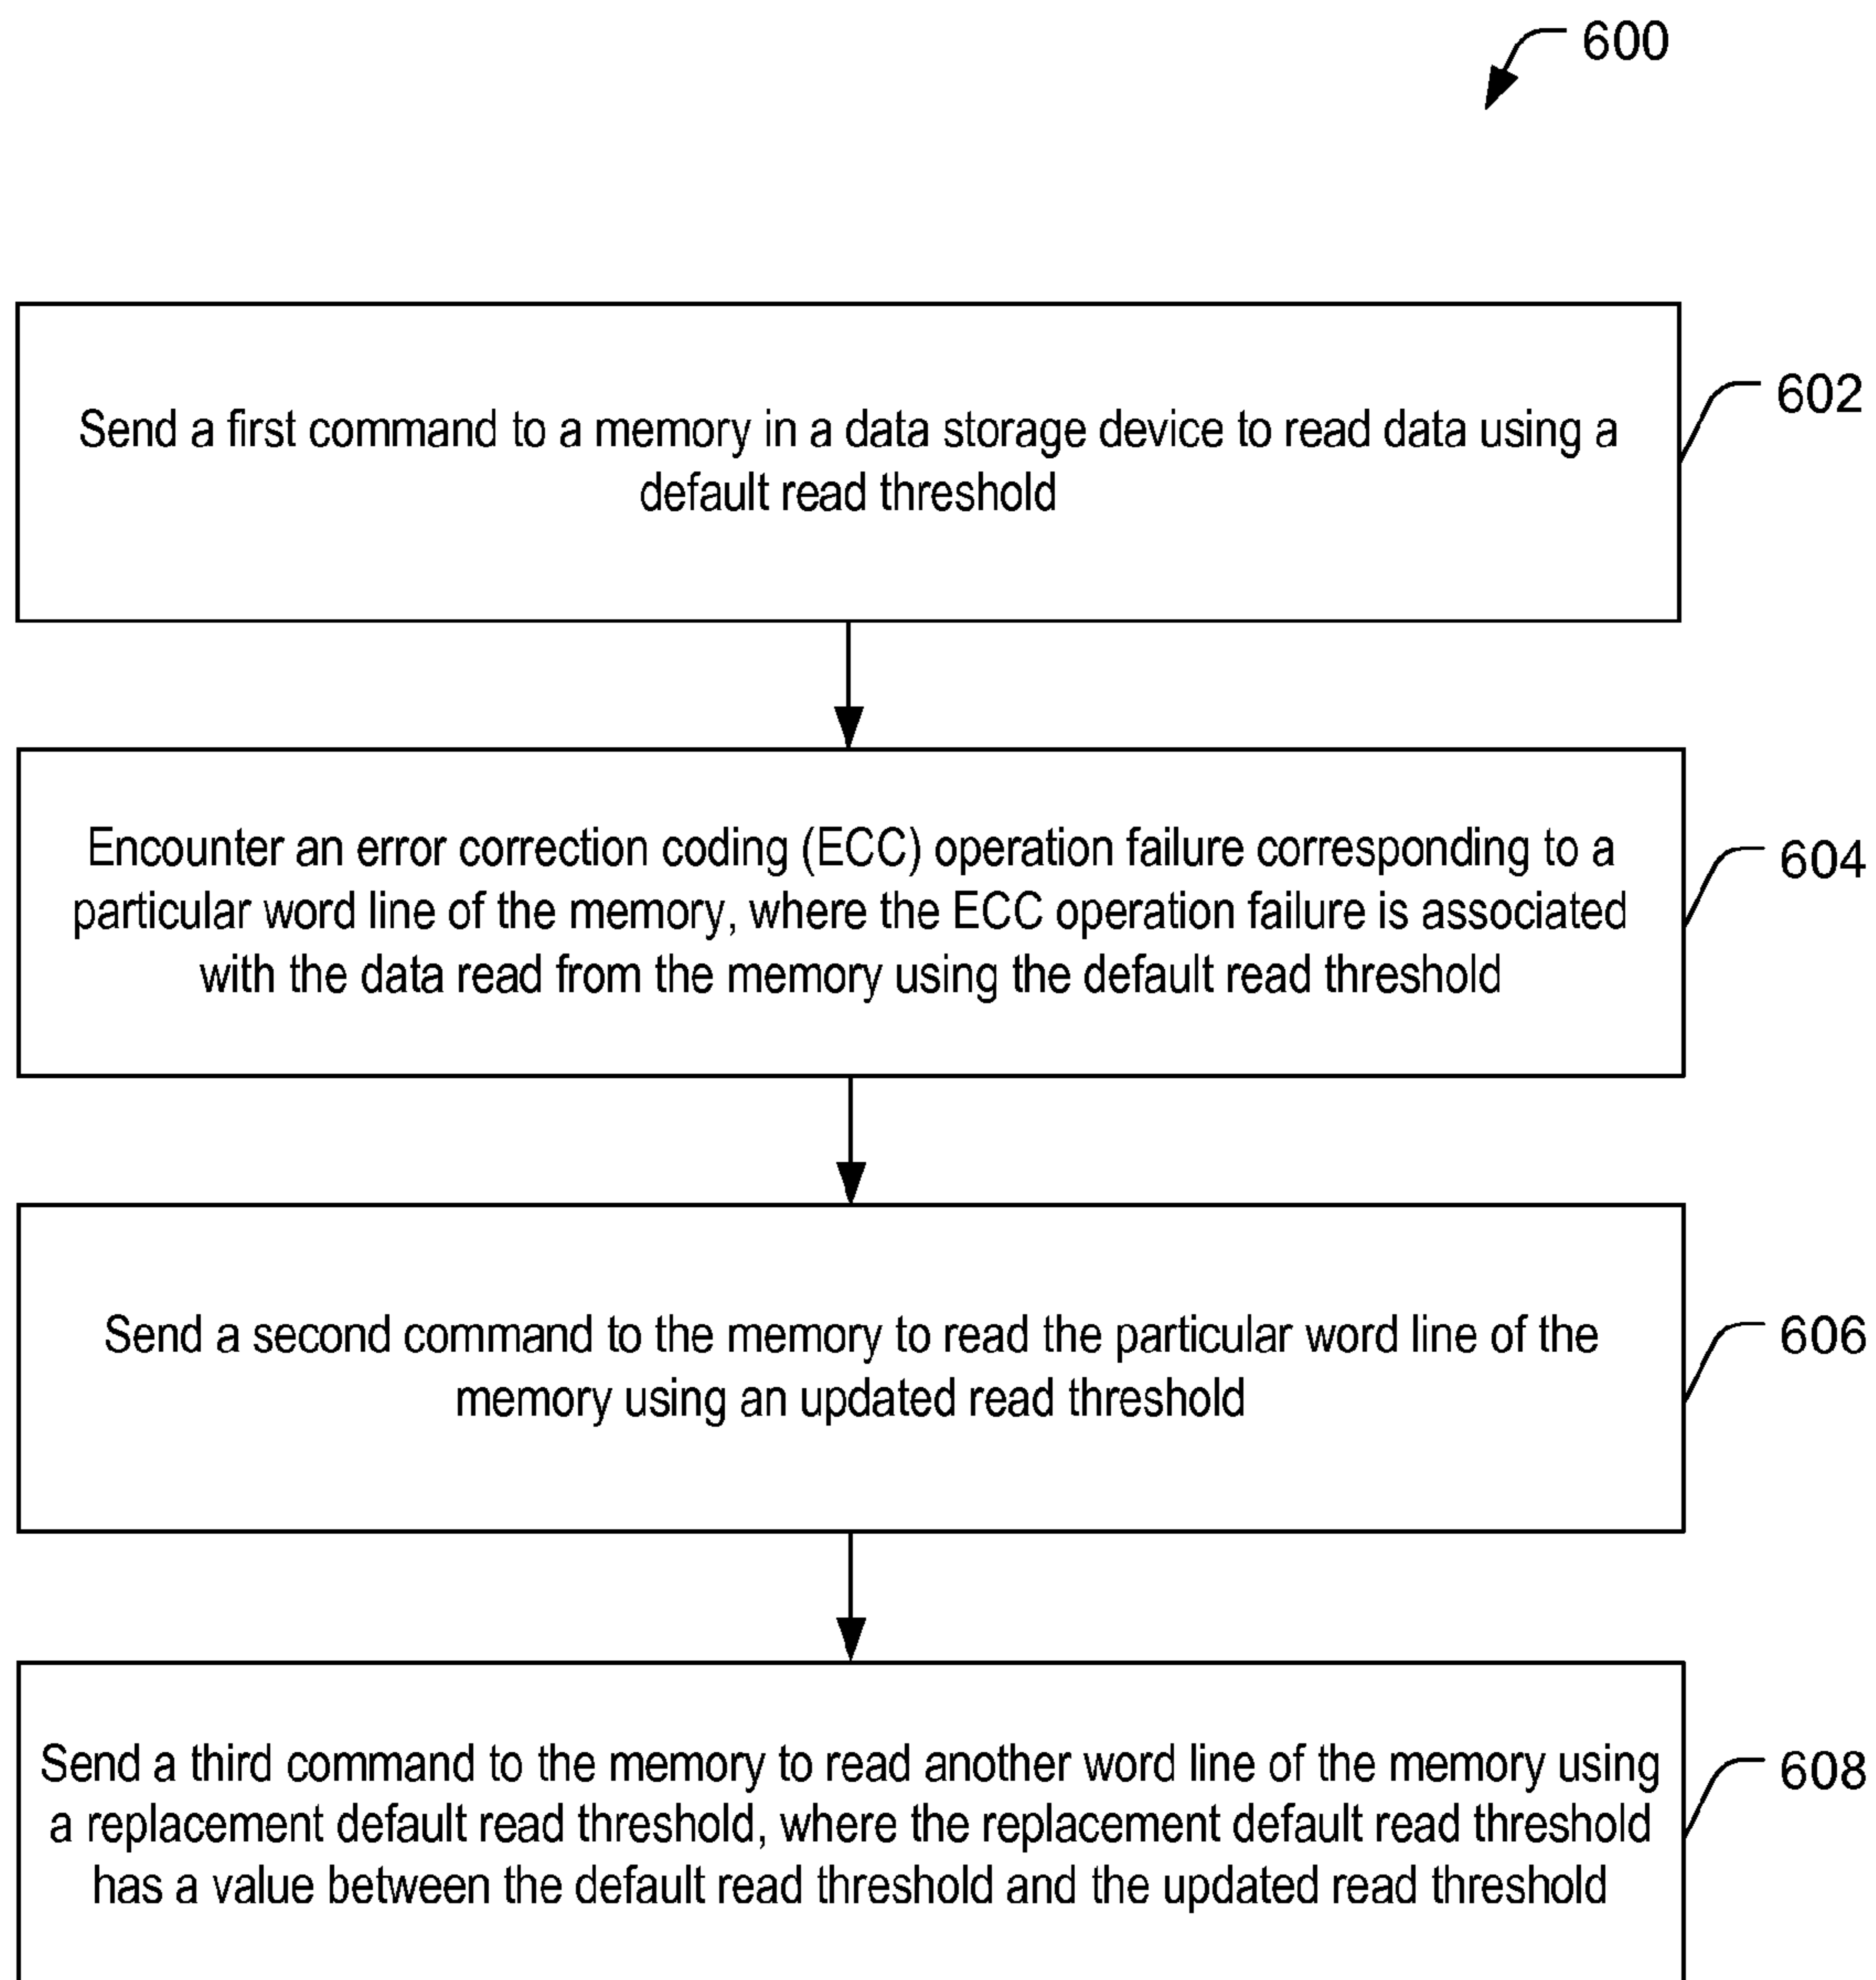 600
Send a first command to a memory in a data storage device to read data using a
default read threshold
602
Encounter an error correction coding (ECC) operation failure corresponding to a
particular word line of the memory, where the ECC operation failure is associated
with the data read from the memory using the default read threshold
604
Send a second command to the memory to read the particular word line of the
memory using an updated read threshold
606
Send a third command to the memory to read another word line of the memory using
a replacement default read threshold, where the replacement default read threshold
has a value between the default read threshold and the updated read threshold
608